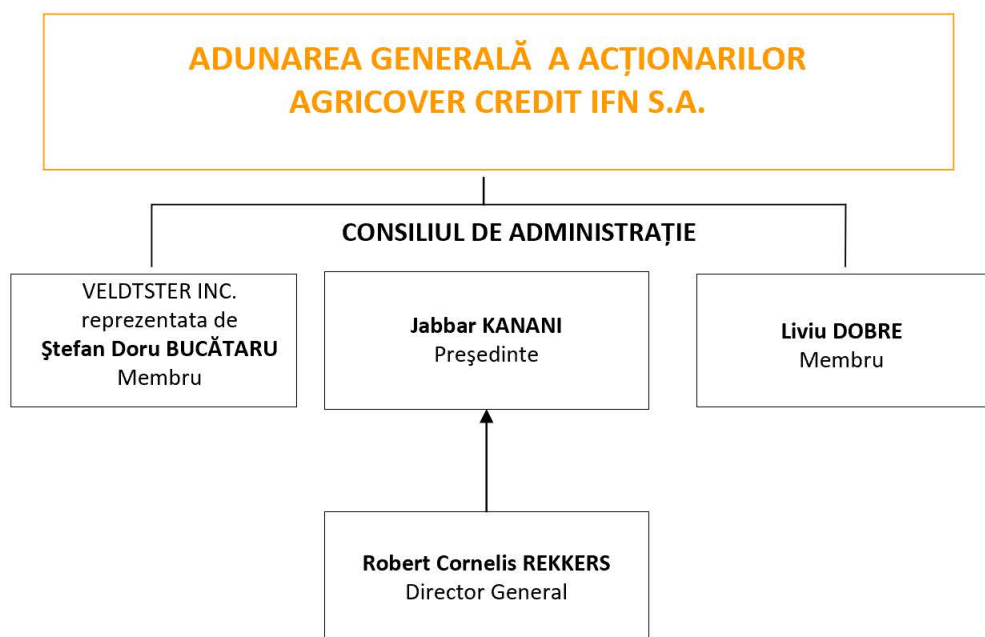 ADUNAREA GENERALĂ A ACȚIONARILOR
AGRICOVER CREDIT IFN S.A.
CONSILIUL DE ADMINISTRAȚIE
VELDTSTER INC.
reprezentata de
Ştefan Doru BUCĂTARU
Membru
Jabbar KANANI
Preşedinte
Liviu DOBRE
Membru
Robert Cornelis REKKERS
Director General